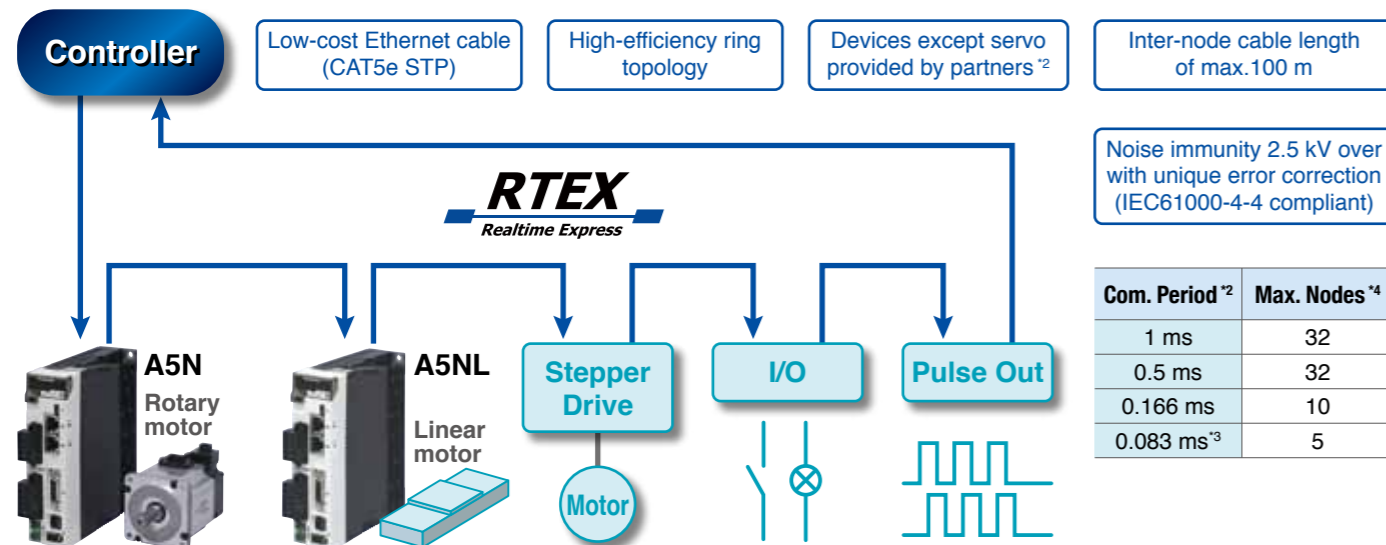 Controller
Low-cost Ethernet cable
(CAT5e STP)
High-efficiency ring
topology
Devices except servo
provided by partners *2
Inter-node cable length
of max.100 m
Noise immunity 2.5 kV over
with unique error correction
(IEC61000-4-4 compliant)
RTEX
Realtime Express
A5N
Rotary
motor
A5NL
Linear
motor
Stepper
Drive
Motor
I/O
Pulse Out
Com. Period *2 Max. Nodes *4
1 ms 32
0.5 ms 32
0.166 ms 10
0.083 ms*3 5